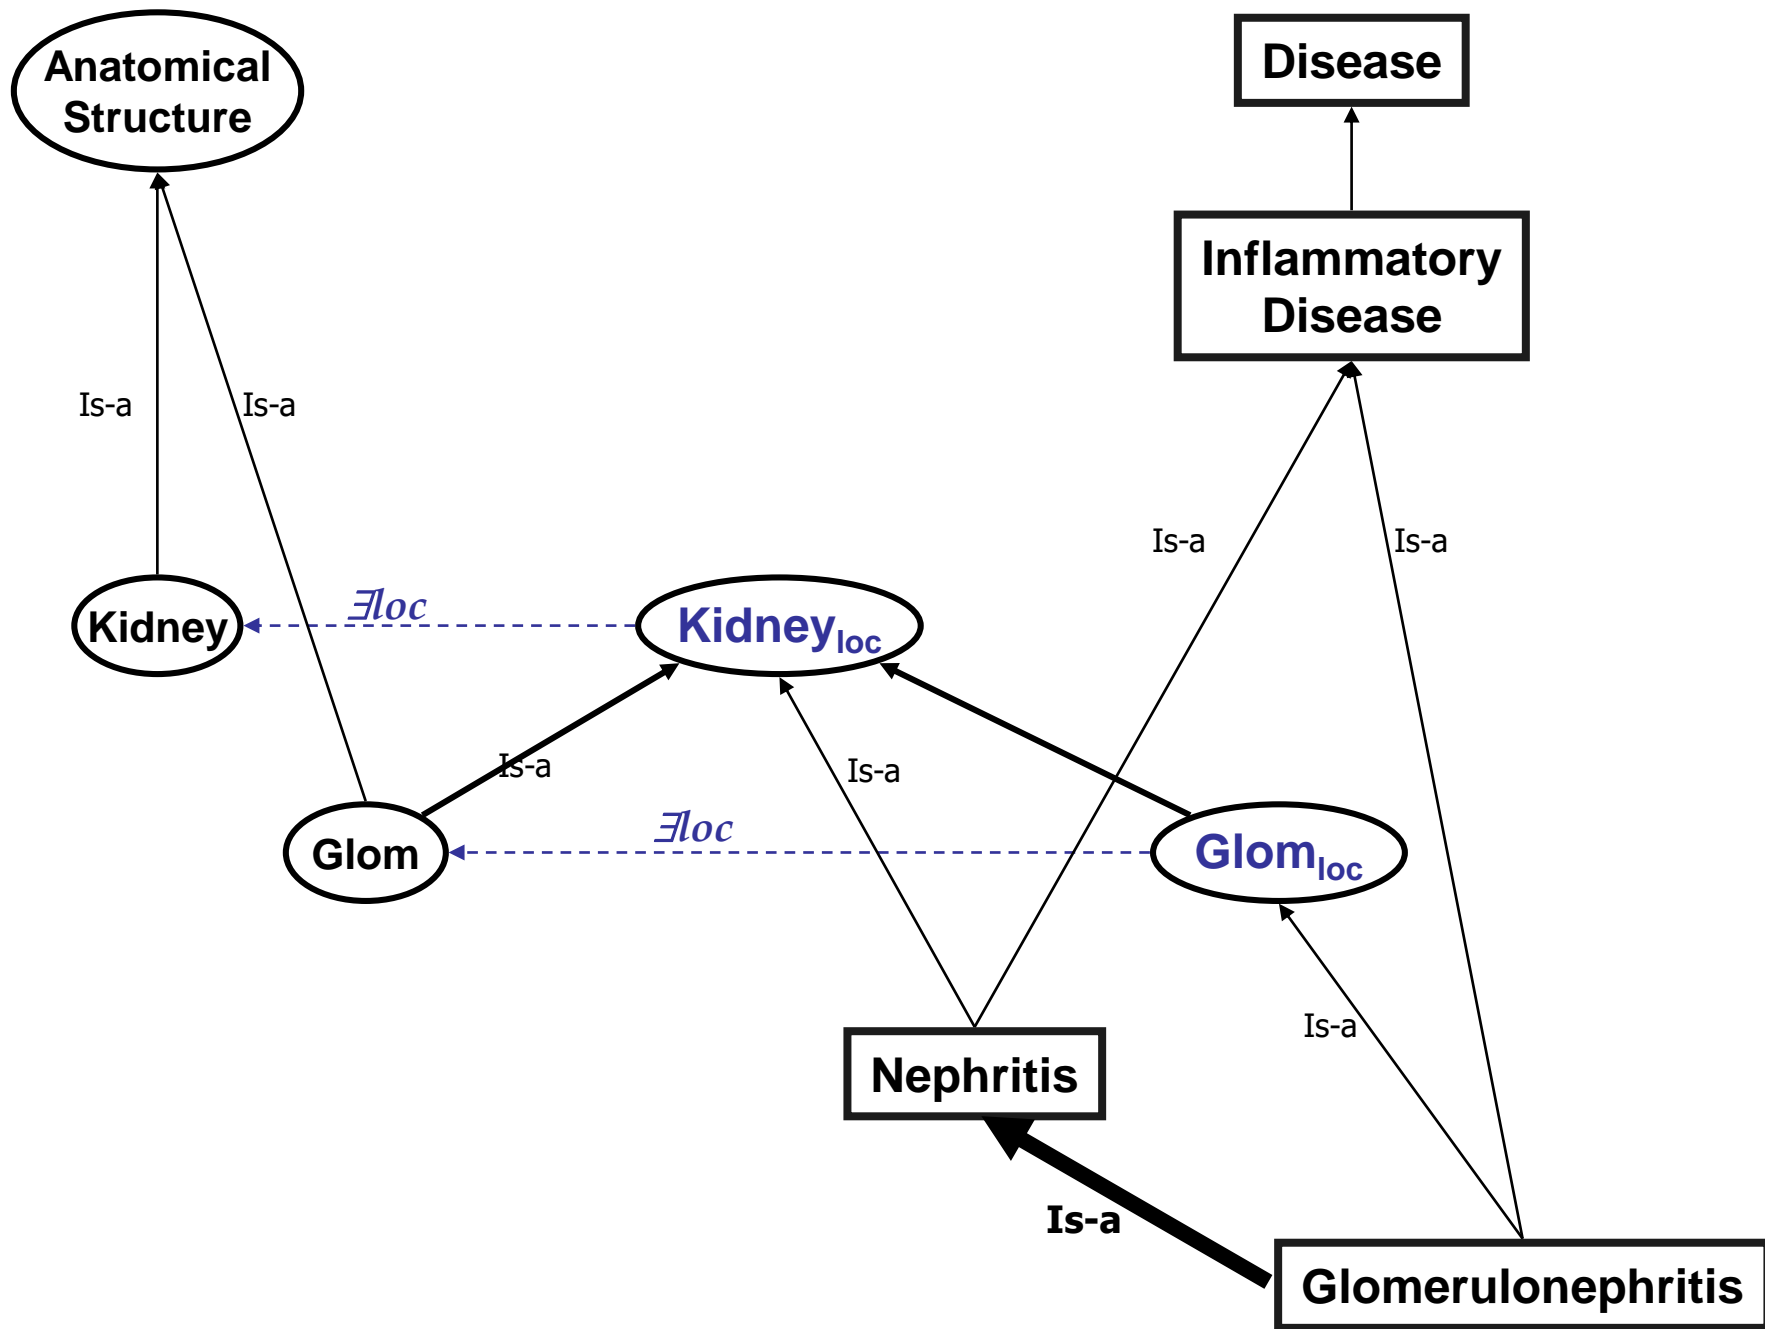 Anatomical
Structure
Disease
Inflammatory
Disease
Is-a
Is-a
Is-a
Is-a
Kidney
∃loc
Kidneyloc
Is-a
Is-a
Glom
∃loc
Glomloc
Is-a
Nephritis
Is-a
Glomerulonephritis